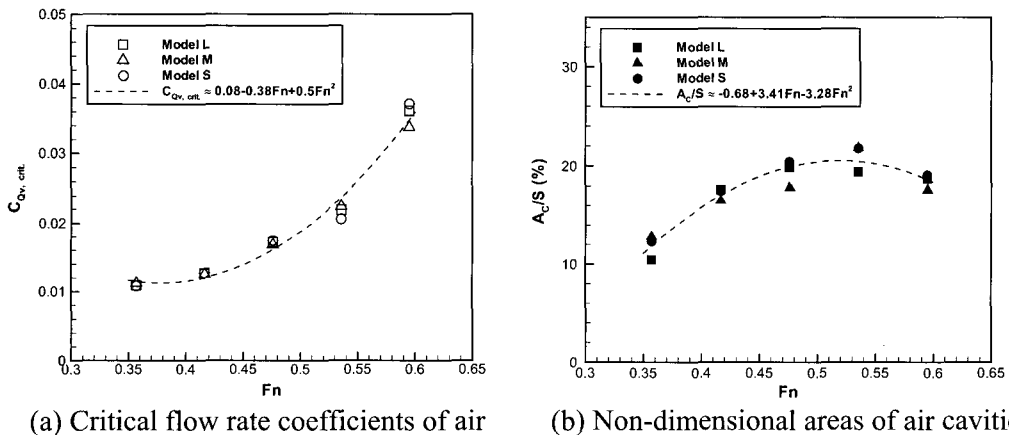 0.05
0.04
0.03
0.02
0.01
0
C_Qv, crit.
Model L
Model M
Model S
C_Qv, crit. ≈ 0.08-0.38Fn+0.5Fn²
0.3 0.35 0.4 0.45 0.5 0.55 0.6 0.65
Fn
(a) Critical flow rate coefficients of air
30
20
10
0
A_C/S (%)
Model L
Model M
Model S
A_C/S ≈ -0.68+3.41Fn-3.28Fn²
0.3 0.35 0.4 0.45 0.5 0.55 0.6 0.65
Fn
(b) Non-dimensional areas of air caviti